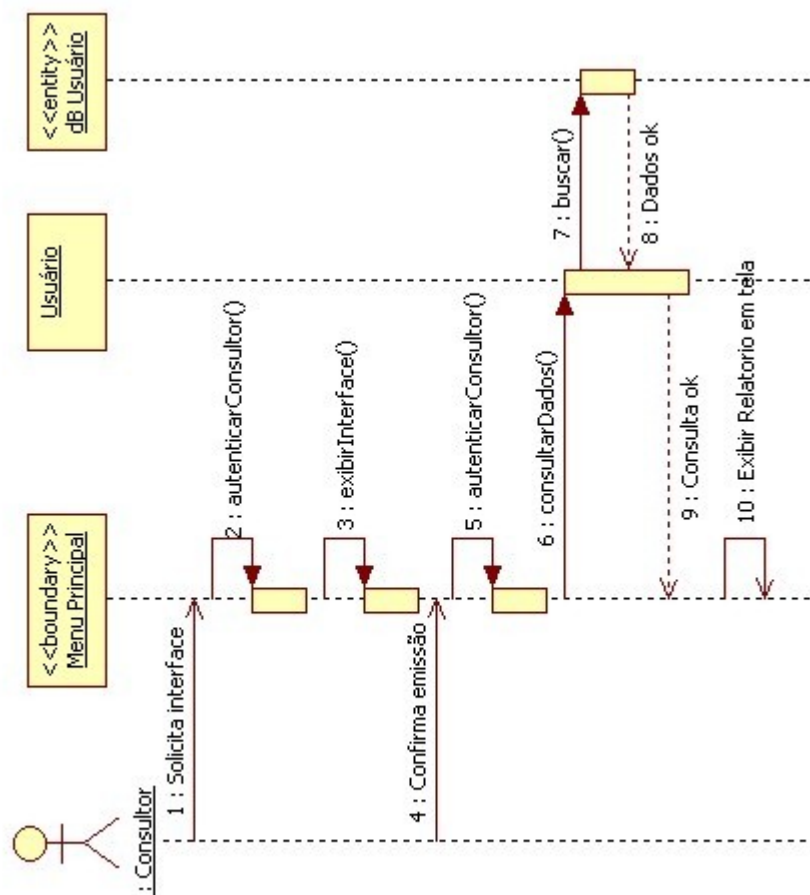 : Consultor
<<boundary>>
Menu Principal
Usuário
<<entity>>
dB Usuário
1 : Solicita interface
2 : autenticarConsultor()
3 : exibirInterface()
4 : Confirma emissão
5 : autenticarConsultor()
6 : consultarDados()
7 : buscar()
8 : Dados ok
9 : Consulta ok
10 : Exibir Relatorio em tela